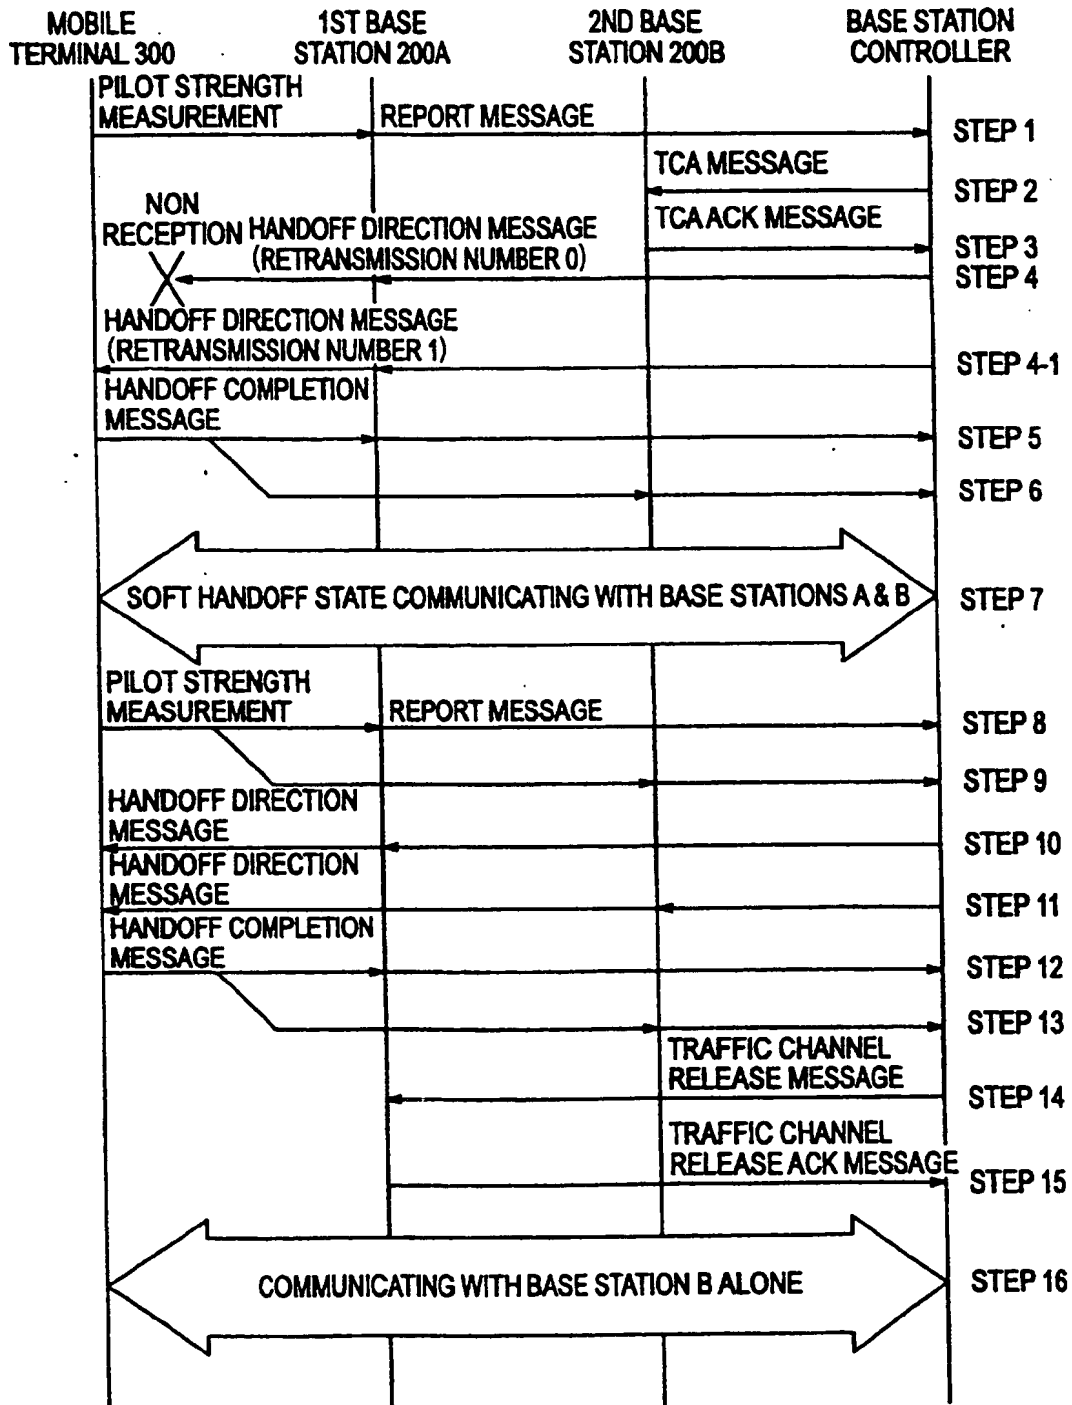 MOBILE
TERMINAL 300
1ST BASE
STATION 200A
2ND BASE
STATION 200B
BASE STATION
CONTROLLER
PILOT STRENGTH
MEASUREMENT
REPORT MESSAGE
STEP 1
TCA MESSAGE
STEP 2
TCA ACK MESSAGE
STEP 3
NON
RECEPTION
HANDOFF DIRECTION MESSAGE
(RETRANSMISSION NUMBER 0)
STEP 4
HANDOFF DIRECTION MESSAGE
(RETRANSMISSION NUMBER 1)
STEP 4-1
HANDOFF COMPLETION
MESSAGE
STEP 5
STEP 6
SOFT HANDOFF STATE COMMUNICATING WITH BASE STATIONS A & B
STEP 7
PILOT STRENGTH
MEASUREMENT
REPORT MESSAGE
STEP 8
STEP 9
HANDOFF DIRECTION
MESSAGE
STEP 10
HANDOFF DIRECTION
MESSAGE
STEP 11
HANDOFF COMPLETION
MESSAGE
STEP 12
STEP 13
TRAFFIC CHANNEL
RELEASE MESSAGE
STEP 14
TRAFFIC CHANNEL
RELEASE ACK MESSAGE
STEP 15
COMMUNICATING WITH BASE STATION B ALONE
STEP 16